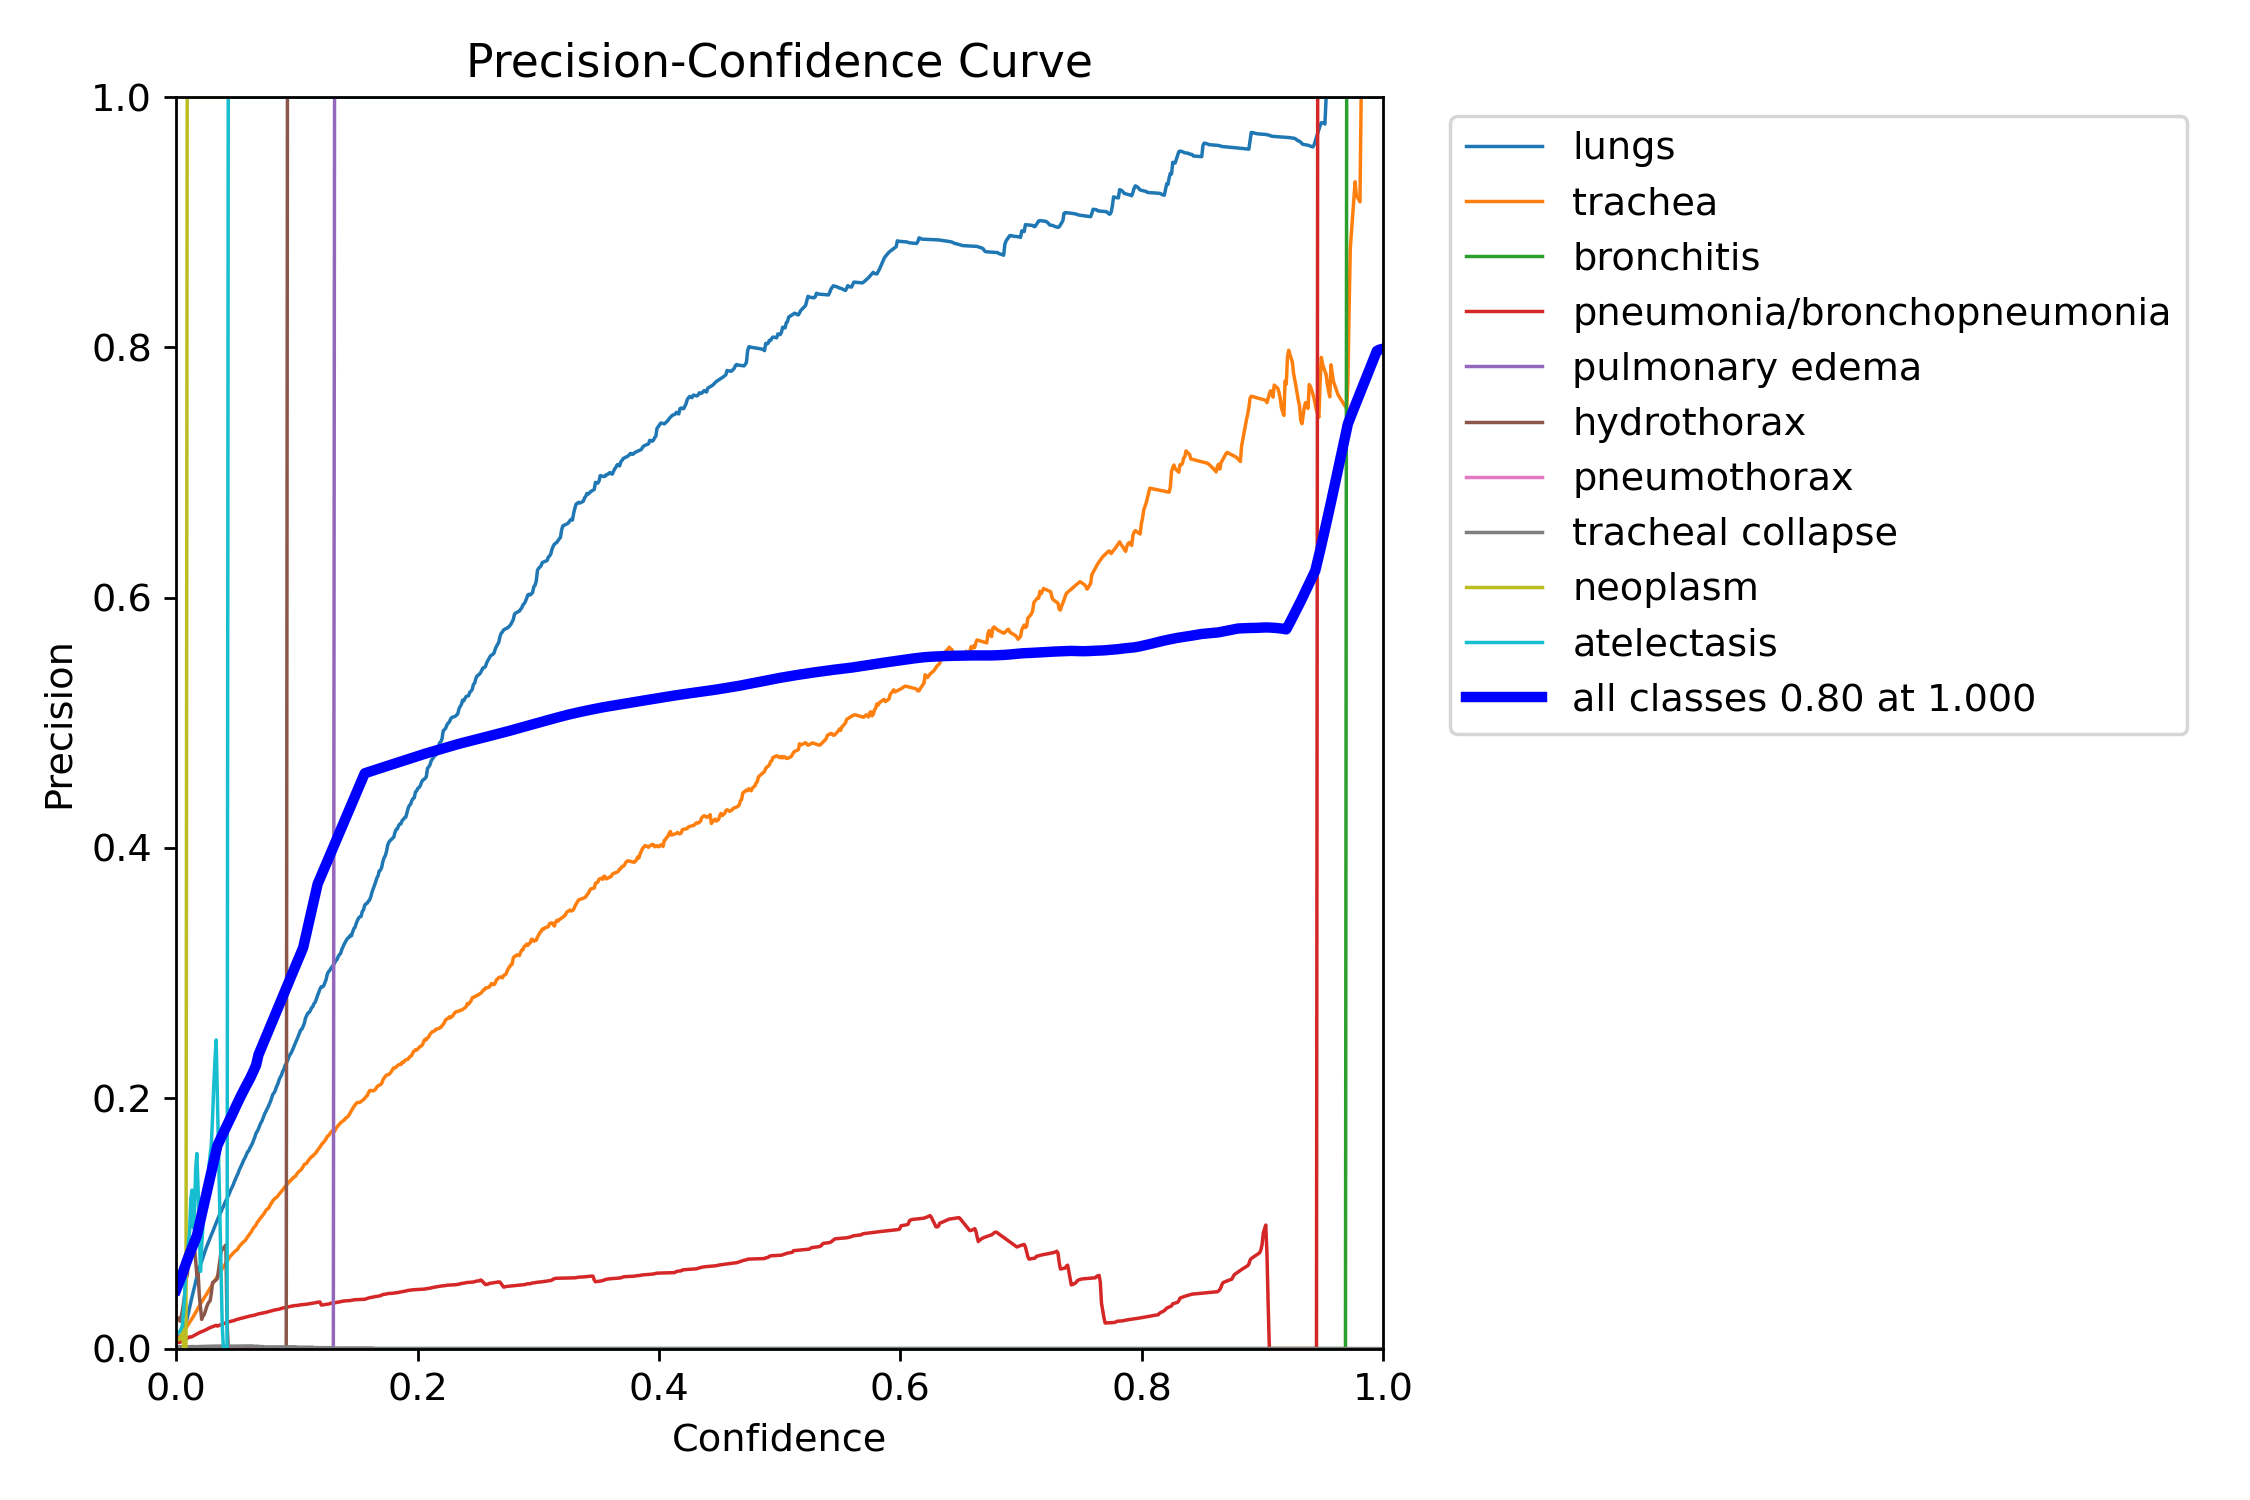 Precision-Confidence Curve
1.0
0.8
0.6
0.4
0.2
0.0
Precision
0.0 0.2 0.4 0.6 0.8 1.0
Confidence
lungs
trachea
bronchitis
pneumonia/bronchopneumonia
pulmonary edema
hydrothorax
pneumothorax
tracheal collapse
neoplasm
atelectasis
all classes 0.80 at 1.000